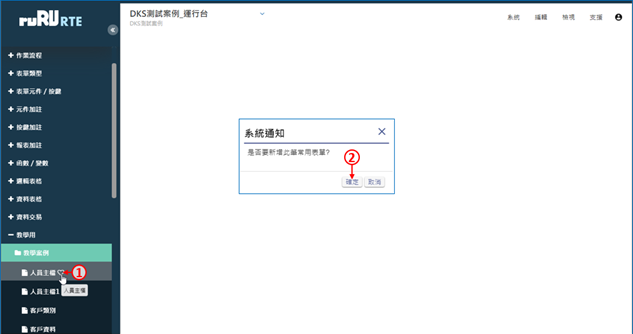 ruRU RTE
DKS測試案例_運行台
DKS測試案例
系統 編輯 檢視 支援
作業流程
表單類型
表單元件 / 按鍵
元件加註
按鍵加註
報表加註
函數 / 變數
邏輯表格
資料表格
資料交易
教學用
教學案例
人員主檔
1
人員主檔
人員主檔1
客戶類別
客戶資料
系統通知
是否要新增此筆常用表單?
2
確定 取消